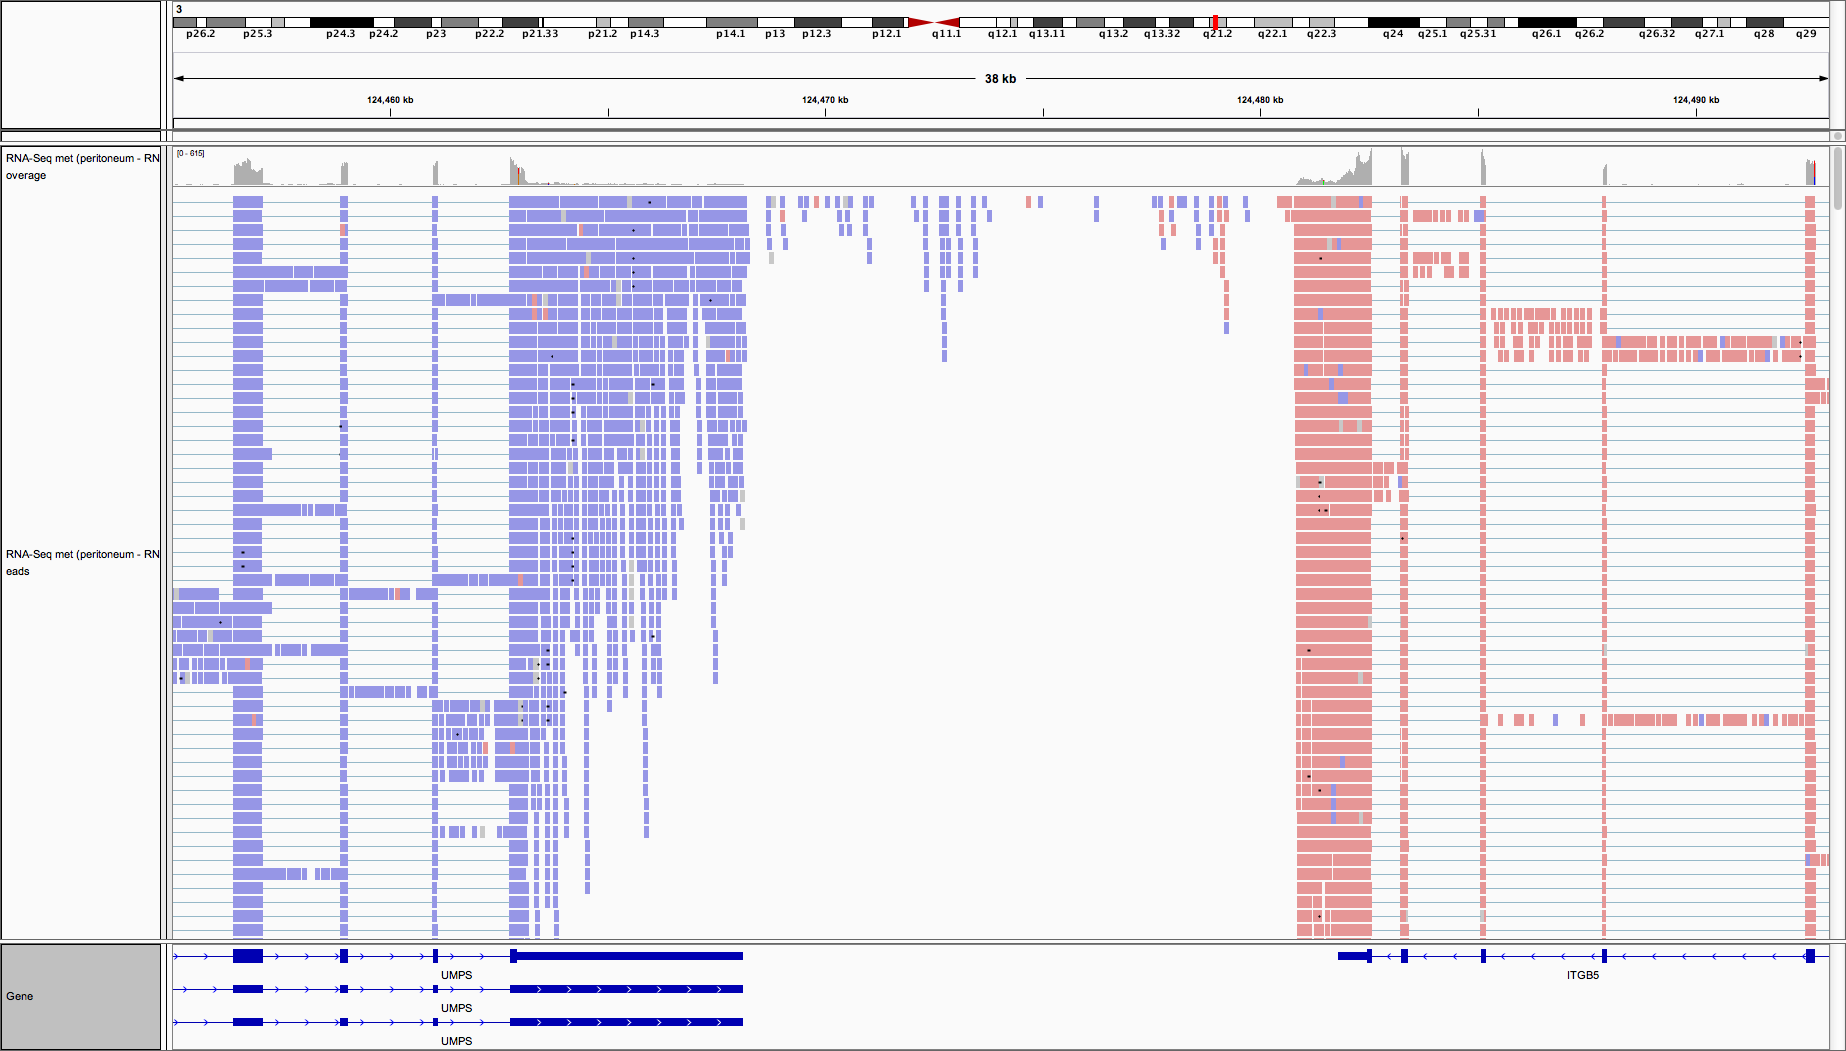 3
p26.2 p25.3 p24.3 p24.2 p23 p22.2 p21.33 p21.2 p14.3 p14.1 p13 p12.3 p12.1 q11.1 q12.1 q13.11 q13.2 q13.32 q21.2 q22.1 q22.3 q24 q25.1 q25.31 q26.1 q26.2 q26.32 q27.1 q28 q29
38 kb
124,460 kb 124,470 kb 124,480 kb 124,490 kb
RNA-Seq met (peritoneum - RN
overage
[0 - 615]
RNA-Seq met (peritoneum - RN
eads
Gene
UMPS
ITGB5
UMPS
UMPS